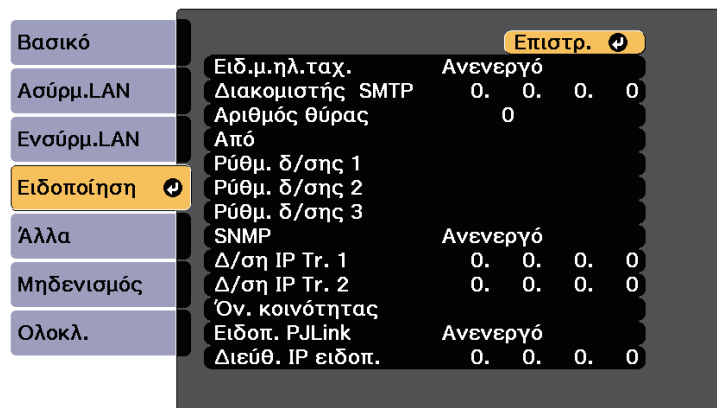 Βασικό
Ασύρμ.LAN
Ενσύρμ.LAN
Ειδοποίηση
Άλλα
Μηδενισμός
Ολοκλ.
Επιστρ.
Ειδ.μ.ηλ.ταχ. Ανενεργό
Διακομιστής SMTP 0. 0. 0. 0
Αριθμός θύρας 0
Από
Ρύθμ. δ/σης 1
Ρύθμ. δ/σης 2
Ρύθμ. δ/σης 3
SNMP Ανενεργό
Δ/ση IP Tr. 1 0. 0. 0. 0
Δ/ση IP Tr. 2 0. 0. 0. 0
Όν. κοινότητας
Ειδοπ. PJLink Ανενεργό
Διεύθ. IP ειδοπ. 0. 0. 0. 0